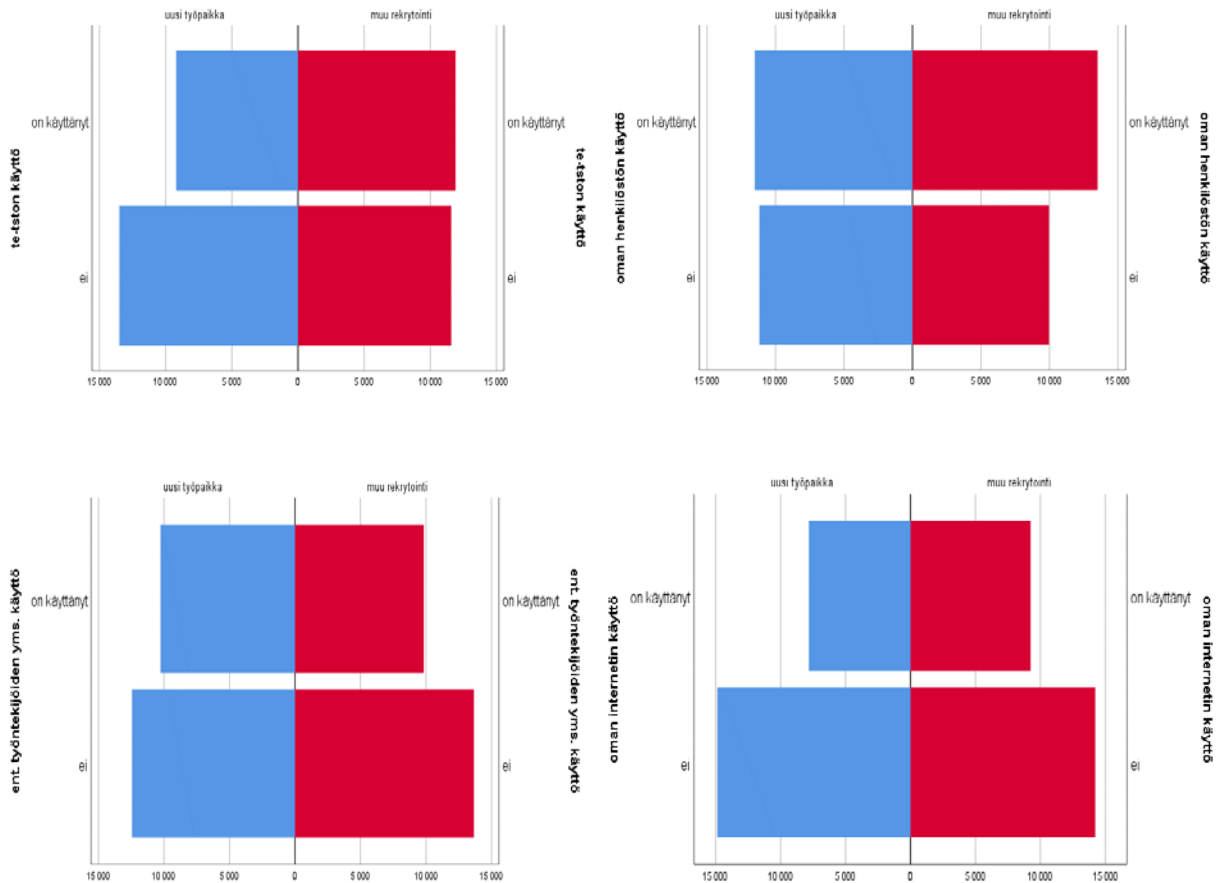 uusi työpaikka muu rekrytointi
te-tston käyttö
on käyttänyt
ei
on käyttänyt
ei
te-tston käyttö
15 000 10 000 5 000 0 5 000 10 000 15 000
uusi työpaikka muu rekrytointi
oman henkilöstön käyttö
on käyttänyt
ei
on käyttänyt
ei
oman henkilöstön käyttö
15 000 10 000 5 000 0 5 000 10 000 15 000
uusi työpaikka muu rekrytointi
ent. työntekijöiden yms. käyttö
on käyttänyt
ei
on käyttänyt
ei
ent. työntekijöiden yms. käyttö
15 000 10 000 5 000 0 5 000 10 000 15 000
uusi työpaikka muu rekrytointi
oman internetin käyttö
on käyttänyt
ei
on käyttänyt
ei
oman internetin käyttö
15 000 10 000 5 000 0 5 000 10 000 15 000